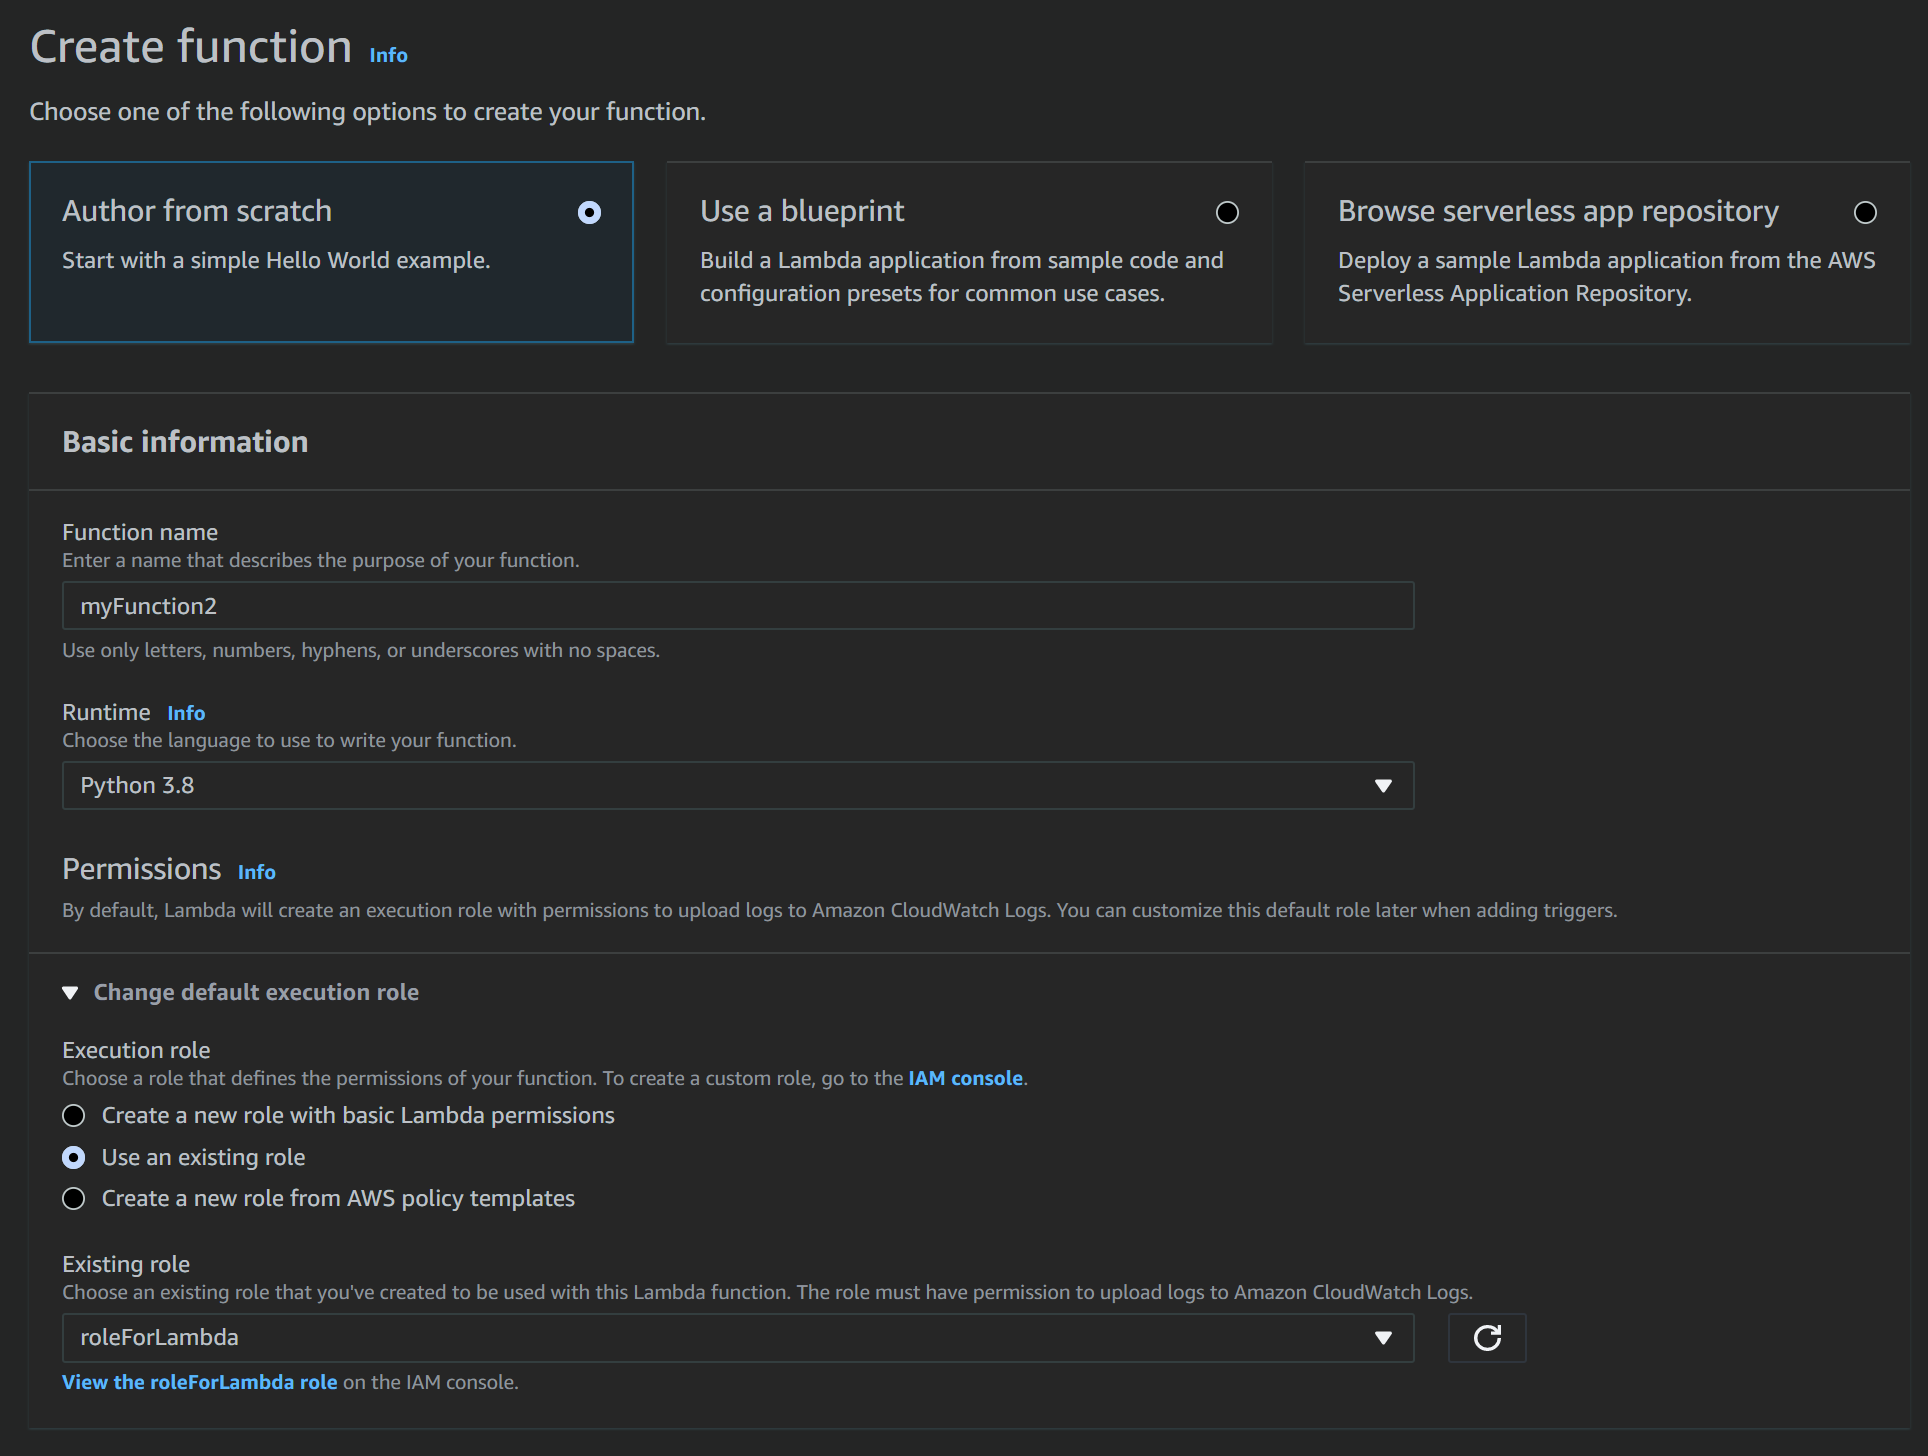 Create function Info
Choose one of the following options to create your function.
Author from scratch
Start with a simple Hello World example.
Use a blueprint
Build a Lambda application from sample code and
configuration presets for common use cases.
Browse serverless app repository
Deploy a sample Lambda application from the AWS
Serverless Application Repository.
Basic information
Function name
Enter a name that describes the purpose of your function.
myFunction2
Use only letters, numbers, hyphens, or underscores with no spaces.
Runtime Info
Choose the language to use to write your function.
Python 3.8
Permissions Info
By default, Lambda will create an execution role with permissions to upload logs to Amazon CloudWatch Logs. You can customize this default role later when adding triggers.
Change default execution role
Execution role
Choose a role that defines the permissions of your function. To create a custom role, go to the IAM console.
Create a new role with basic Lambda permissions
Use an existing role
Create a new role from AWS policy templates
Existing role
Choose an existing role that you've created to be used with this Lambda function. The role must have permission to upload logs to Amazon CloudWatch Logs.
roleForLambda
View the roleForLambda role on the IAM console.